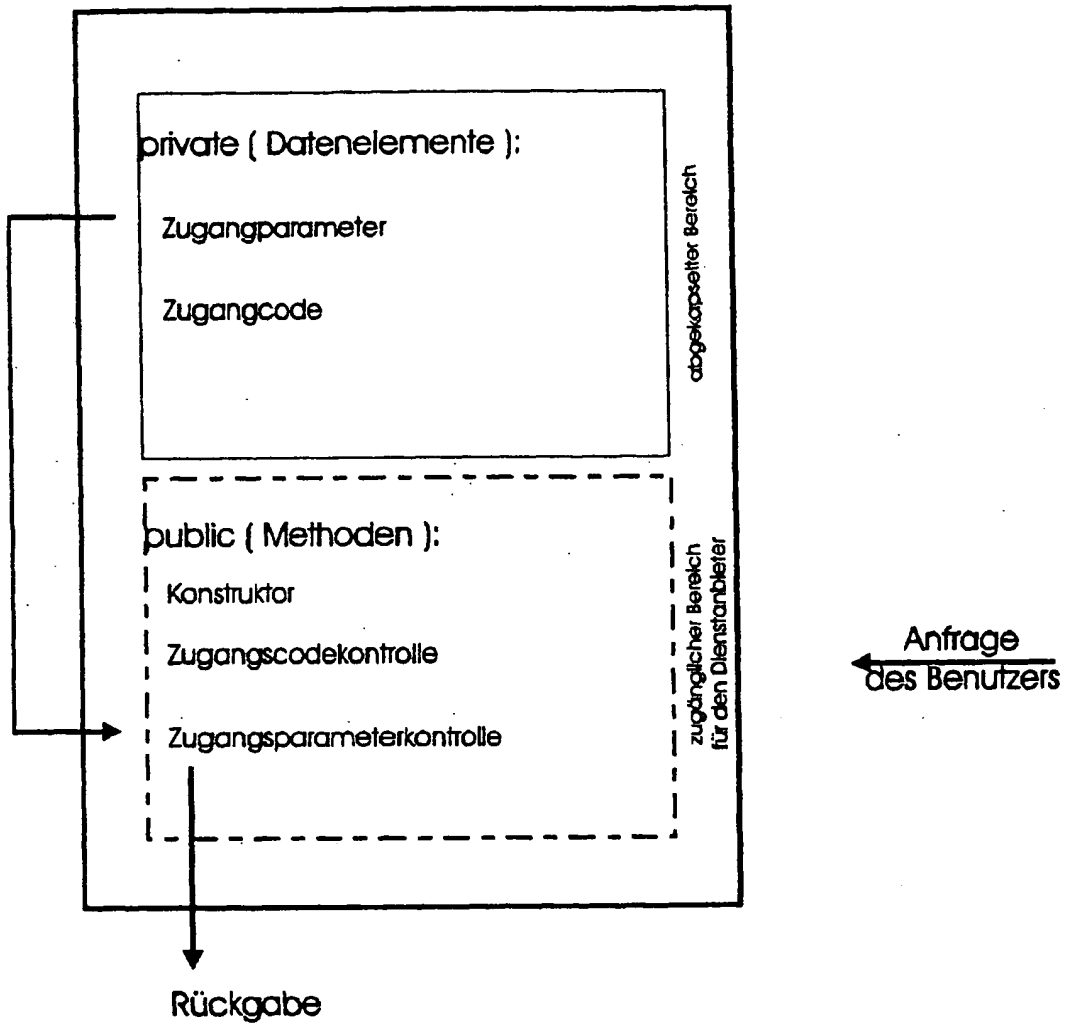 private ( Datenelemente ):
Zugangparameter
Zugangcode
abgekapselter Bereich
public ( Methoden ):
Konstruktor
Zugangscodekontrolle
Zugangsparameterkontrolle
zugänglicher Bereich
für den Dienstanbieter
Anfrage
des Benutzers
Rückgabe